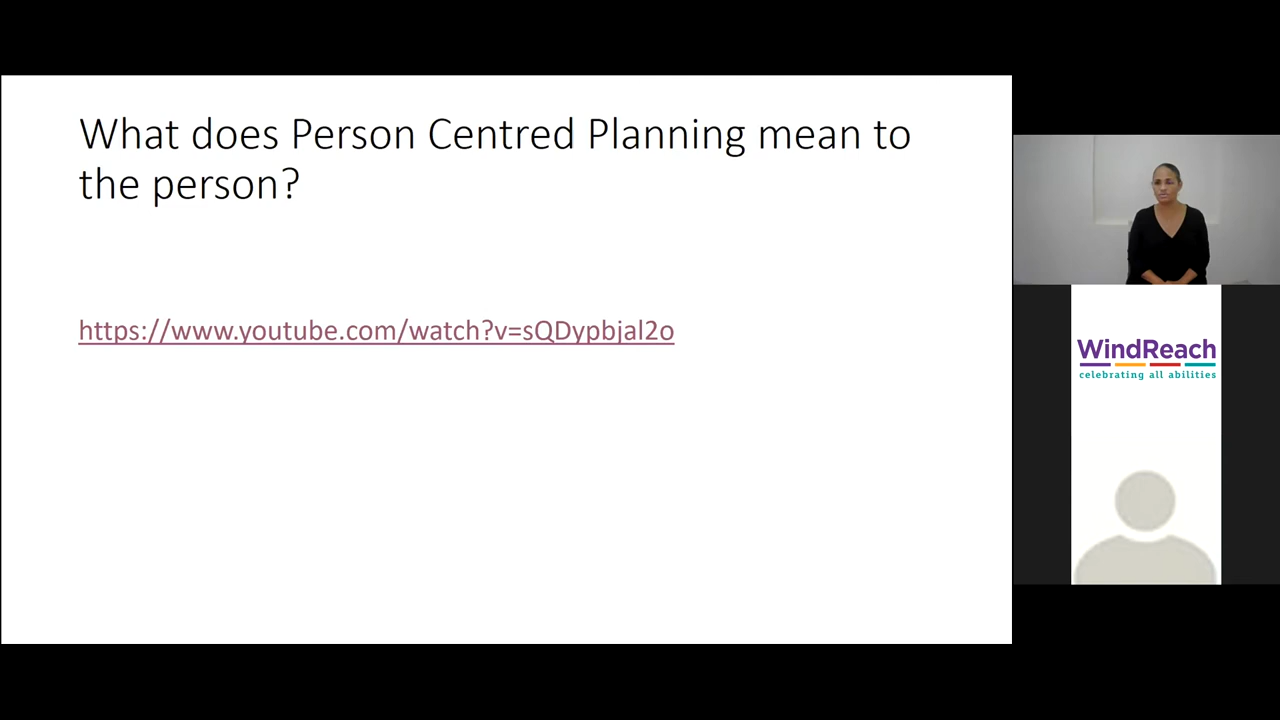 What does Person Centred Planning mean to
the person?
https://www.youtube.com/watch?v=sQDypbjal2o
WindReach
celebrating all abilities